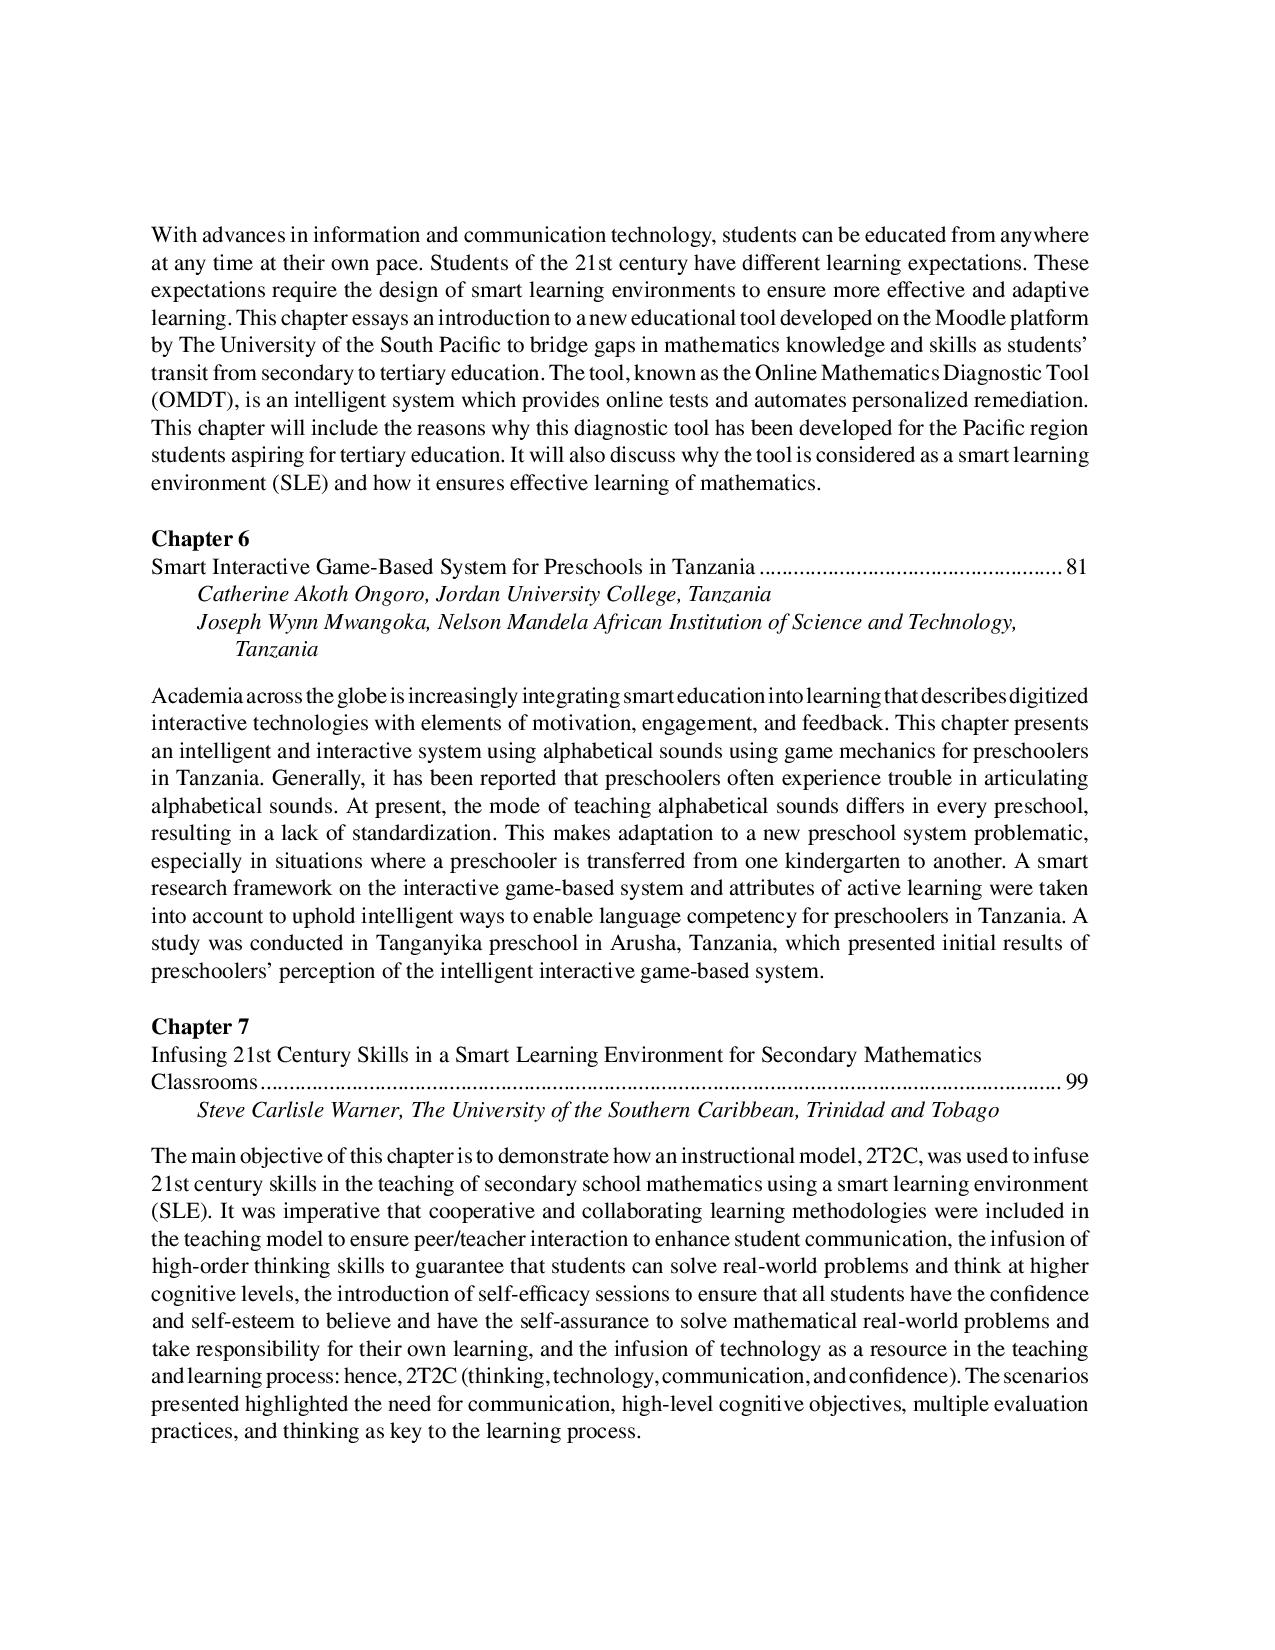 With advances in information and communication technology, students can be educated from anywhere
at any time at their own pace. Students of the 21st century have different learning expectations. These
expectations require the design of smart learning environments to ensure more effective and adaptive
learning. This chapter essays an introduction to a new educational tool developed on the Moodle platform
by The University of the South Pacific to bridge gaps in mathematics knowledge and skills as students’
transit from secondary to tertiary education. The tool, known as the Online Mathematics Diagnostic Tool
(OMDT), is an intelligent system which provides online tests and automates personalized remediation.
This chapter will include the reasons why this diagnostic tool has been developed for the Pacific region
students aspiring for tertiary education. It will also discuss why the tool is considered as a smart learning
environment (SLE) and how it ensures effective learning of mathematics.
Chapter 6
Smart Interactive Game-Based System for Preschools in Tanzania ..................................................... 81
Catherine Akoth Ongoro, Jordan University College, Tanzania
Joseph Wynn Mwangoka, Nelson Mandela African Institution of Science and Technology,
Tanzania
Academia across the globe is increasingly integrating smart education into learning that describes digitized
interactive technologies with elements of motivation, engagement, and feedback. This chapter presents
an intelligent and interactive system using alphabetical sounds using game mechanics for preschoolers
in Tanzania. Generally, it has been reported that preschoolers often experience trouble in articulating
alphabetical sounds. At present, the mode of teaching alphabetical sounds differs in every preschool,
resulting in a lack of standardization. This makes adaptation to a new preschool system problematic,
especially in situations where a preschooler is transferred from one kindergarten to another. A smart
research framework on the interactive game-based system and attributes of active learning were taken
into account to uphold intelligent ways to enable language competency for preschoolers in Tanzania. A
study was conducted in Tanganyika preschool in Arusha, Tanzania, which presented initial results of
preschoolers’ perception of the intelligent interactive game-based system.
Chapter 7
Infusing 21st Century Skills in a Smart Learning Environment for Secondary Mathematics
Classrooms............................................................................................................................................ 99
Steve Carlisle Warner, The University of the Southern Caribbean, Trinidad and Tobago
The main objective of this chapter is to demonstrate how an instructional model, 2T2C, was used to infuse
21st century skills in the teaching of secondary school mathematics using a smart learning environment
(SLE). It was imperative that cooperative and collaborating learning methodologies were included in
the teaching model to ensure peer/teacher interaction to enhance student communication, the infusion of
high-order thinking skills to guarantee that students can solve real-world problems and think at higher
cognitive levels, the introduction of self-efficacy sessions to ensure that all students have the confidence
and self-esteem to believe and have the self-assurance to solve mathematical real-world problems and
take responsibility for their own learning, and the infusion of technology as a resource in the teaching
and learning process: hence, 2T2C (thinking, technology, communication, and confidence). The scenarios
presented highlighted the need for communication, high-level cognitive objectives, multiple evaluation
practices, and thinking as key to the learning process.